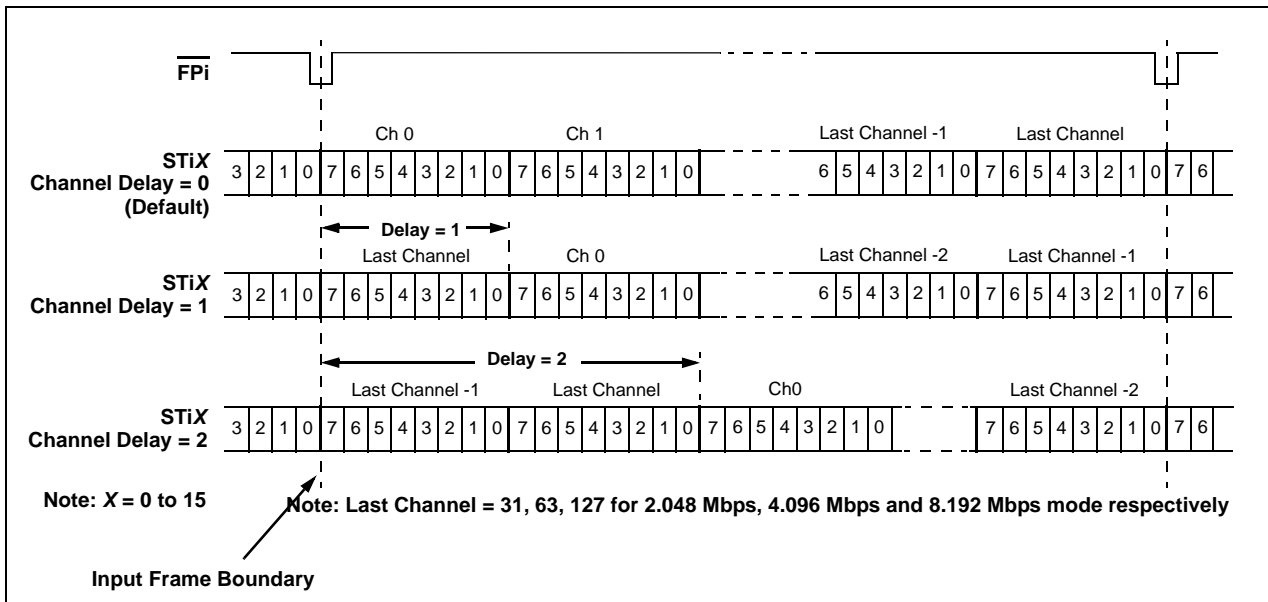 FPi
Ch 0 Ch 1 Last Channel -1 Last Channel
STiX
Channel Delay = 0
(Default)
3 2 1 0 7 6 5 4 3 2 1 0 7 6 5 4 3 2 1 0 6 5 4 3 2 1 0 7 6 5 4 3 2 1 0 7 6
Delay = 1
Last Channel Ch 0 Last Channel -2 Last Channel -1
STiX
Channel Delay = 1
3 2 1 0 7 6 5 4 3 2 1 0 7 6 5 4 3 2 1 0 6 5 4 3 2 1 0 7 6 5 4 3 2 1 0 7 6
Delay = 2
Last Channel -1 Last Channel Ch0 Last Channel -2
STiX
Channel Delay = 2
3 2 1 0 7 6 5 4 3 2 1 0 7 6 5 4 3 2 1 0 7 6 5 4 3 2 1 0 7 6 5 4 3 2 1 0 7 6
Note: X = 0 to 15
Note: Last Channel = 31, 63, 127 for 2.048 Mbps, 4.096 Mbps and 8.192 Mbps mode respectively
Input Frame Boundary